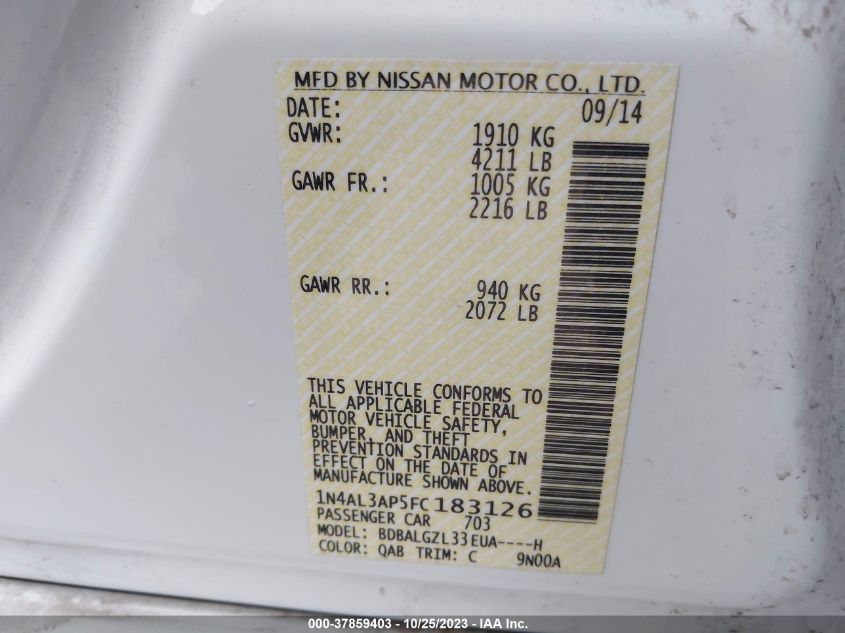 MFD BY NISSAN MOTOR CO., LTD.
DATE: 09/14
GVWR: 1910 KG
4211 LB
GAWR FR.: 1005 KG
2216 LB
GAWR RR.: 940 KG
2072 LB
THIS VEHICLE CONFORMS TO
ALL APPLICABLE FEDERAL
MOTOR VEHICLE SAFETY,
BUMPER, AND THEFT
PREVENTION STANDARDS IN
EFFECT ON THE DATE OF
MANUFACTURE SHOWN ABOVE.
1N4AL3AP5FC183126
PASSENGER CAR 703
MODEL: BDBALGZL33EUA----H
COLOR: QAB TRIM: C 9N00A
000-37859403 - 10/25/2023 - IAA Inc.